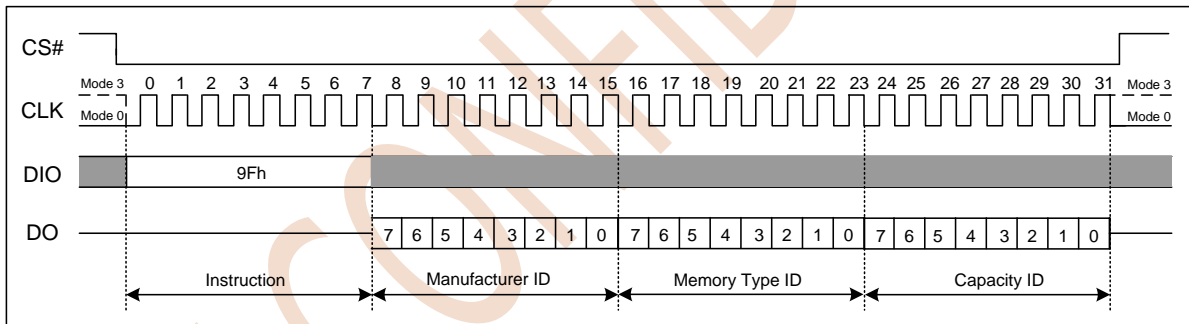 CS#
Mode 3 0 1 2 3 4 5 6 7 8 9 10 11 12 13 14 15 16 17 18 19 20 21 22 23 24 25 26 27 28 29 30 31 Mode 3
CLK
Mode 0 Mode 0
DIO 9Fh
DO 7 6 5 4 3 2 1 0 7 6 5 4 3 2 1 0 7 6 5 4 3 2 1 0
Instruction Manufacturer ID Memory Type ID Capacity ID
CONFID